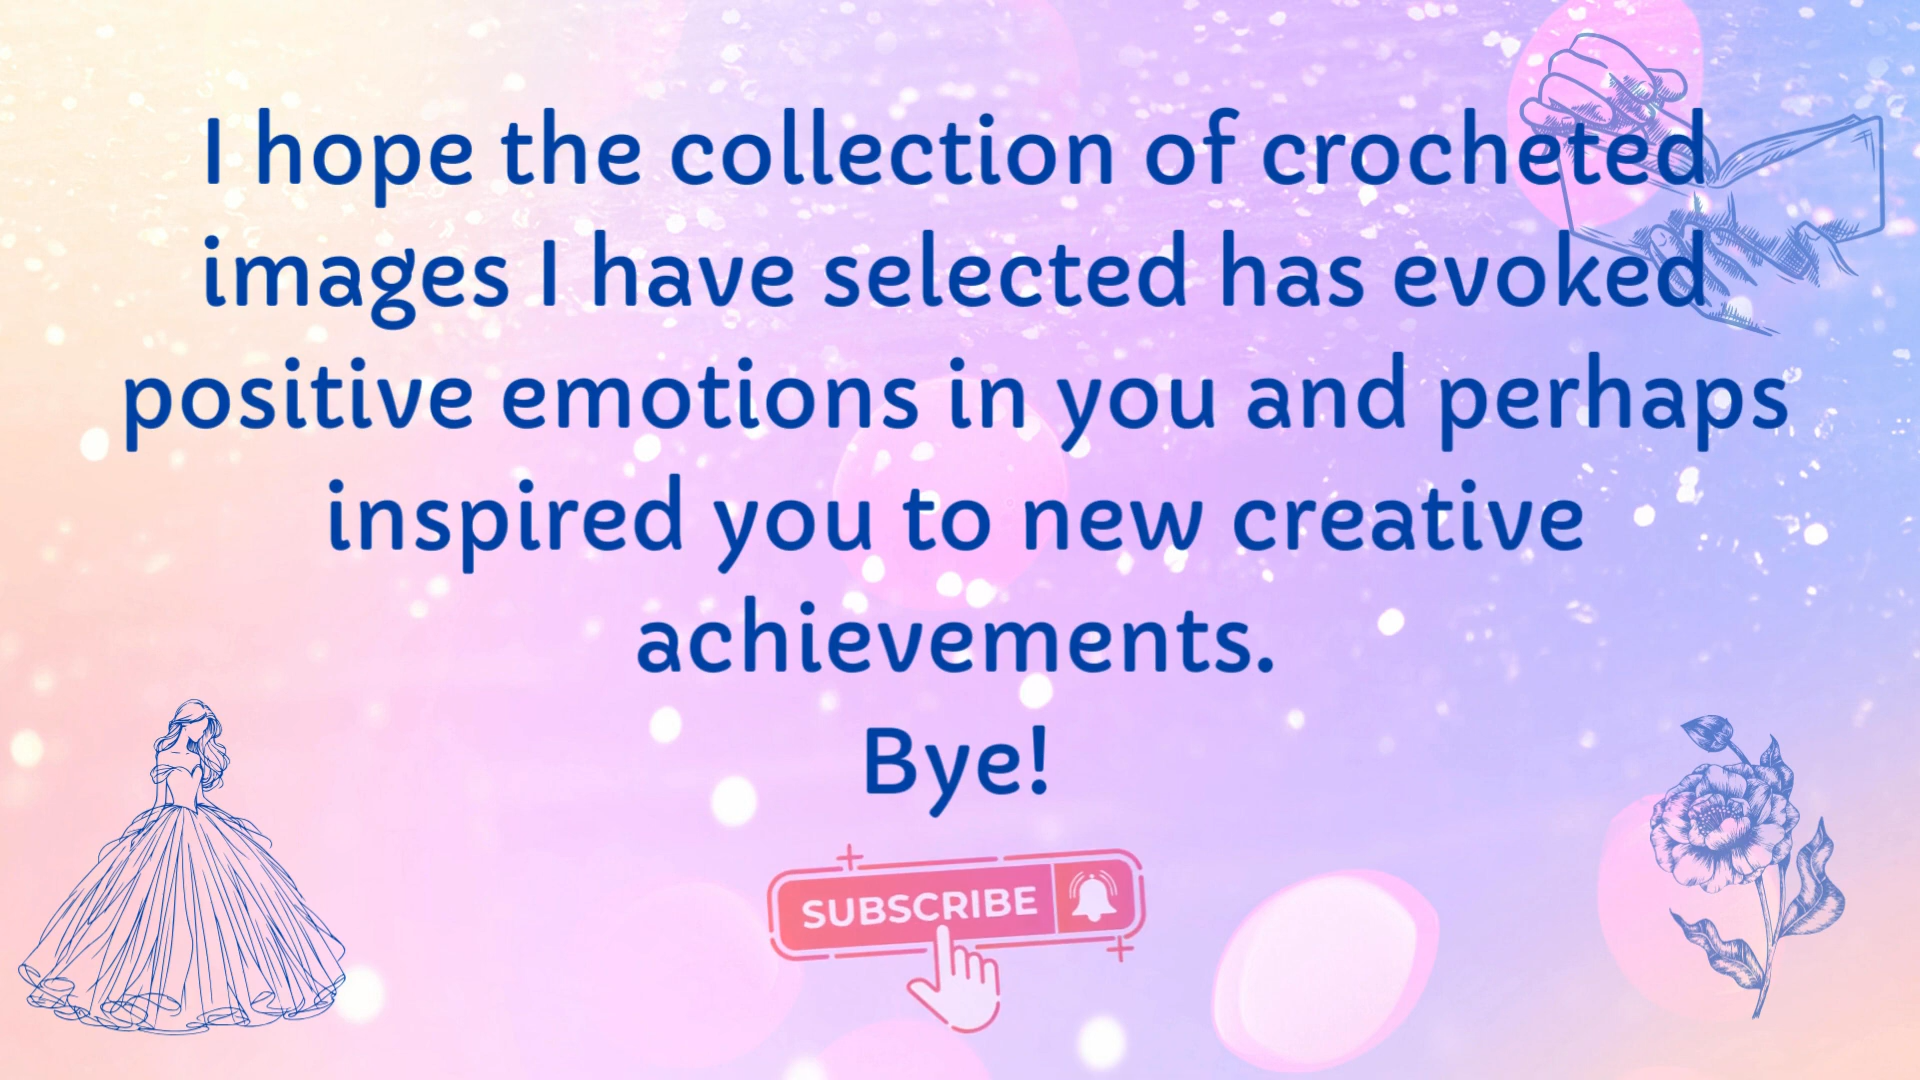 I hope the collection of crocheted
images I have selected has evoked
positive emotions in you and perhaps
inspired you to new creative
achievements.
Bye!
SUBSCRIBE